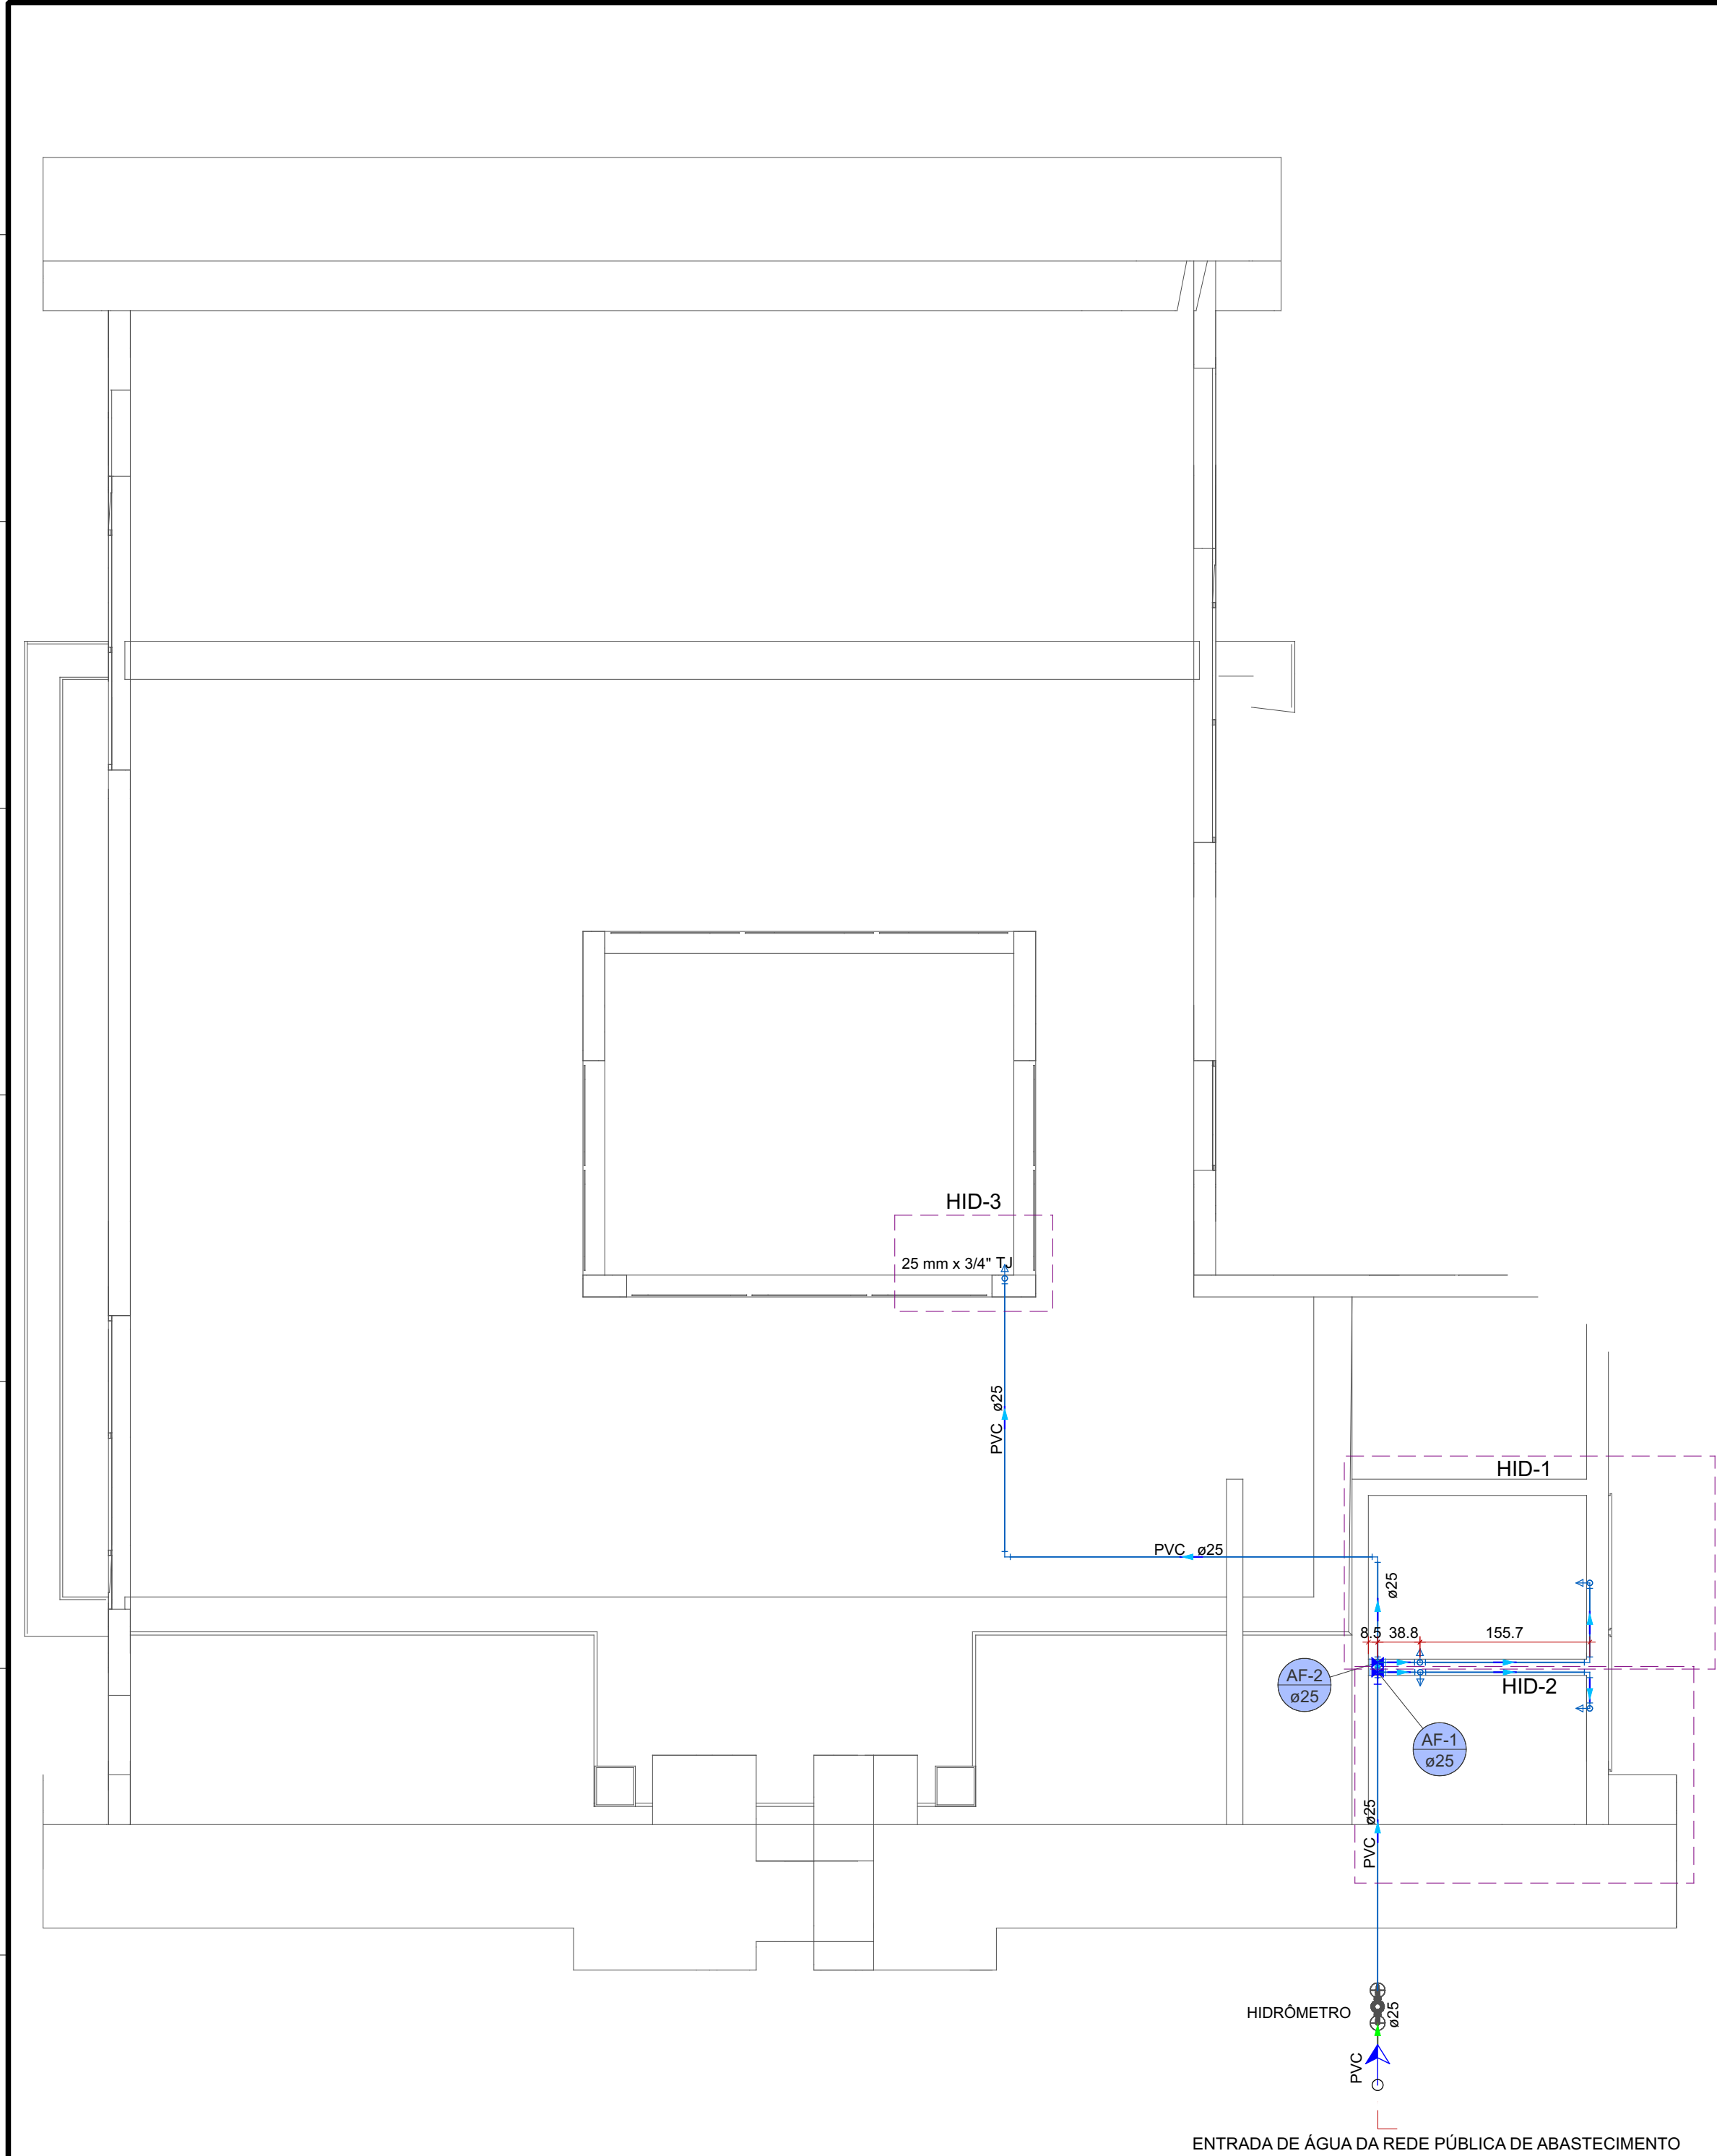 HID-3
25 mm x 3/4" TJ
PVC ø25
HID-1
PVC ø25
ø25
8.5 38.8 155.7
AF-2
ø25
HID-2
AF-1
ø25
PVC ø25
HIDRÔMETRO
ø25
PVC
ENTRADA DE ÁGUA DA REDE PÚBLICA DE ABASTECIMENTO